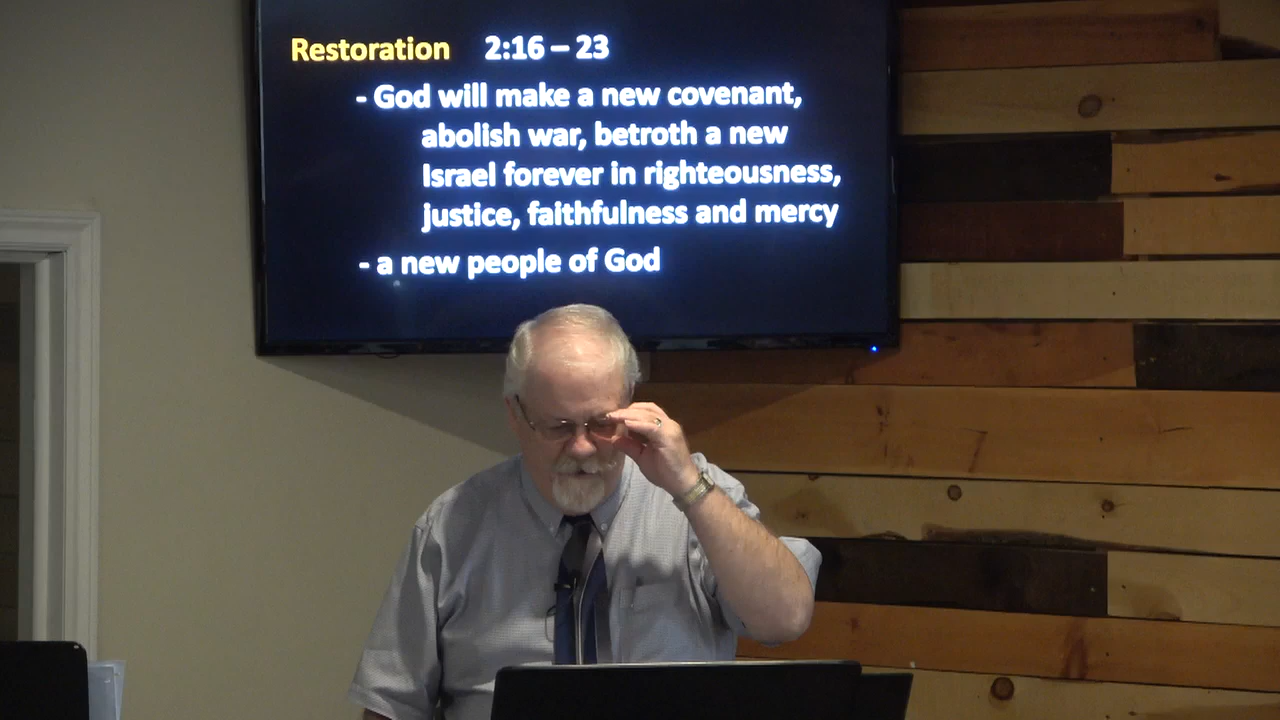 Restoration 2:16 – 23
- God will make a new covenant,
abolish war, betroth a new
Israel forever in righteousness,
justice, faithfulness and mercy
- a new people of God